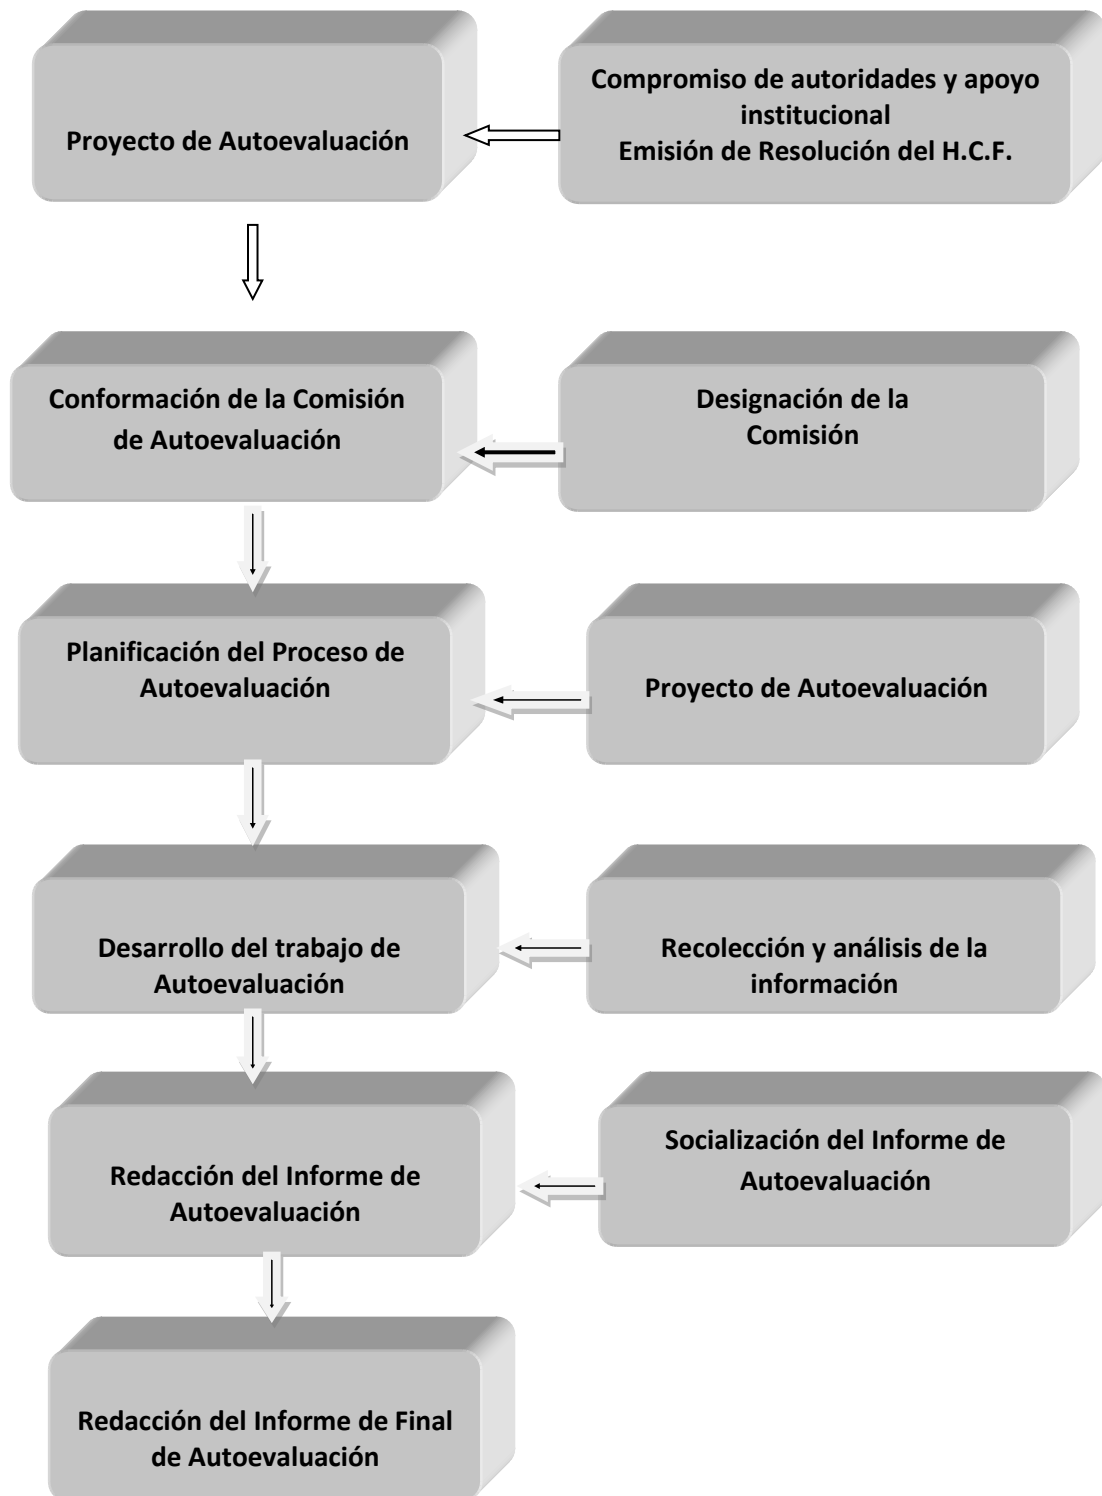 Proyecto de Autoevaluación
Compromiso de autoridades y apoyo
institucional
Emisión de Resolución del H.C.F.
Conformación de la Comisión
de Autoevaluación
Designación de la
Comisión
Planificación del Proceso de
Autoevaluación
Proyecto de Autoevaluación
Desarrollo del trabajo de
Autoevaluación
Recolección y análisis de la
información
Redacción del Informe de
Autoevaluación
Socialización del Informe de
Autoevaluación
Redacción del Informe de Final
de Autoevaluación